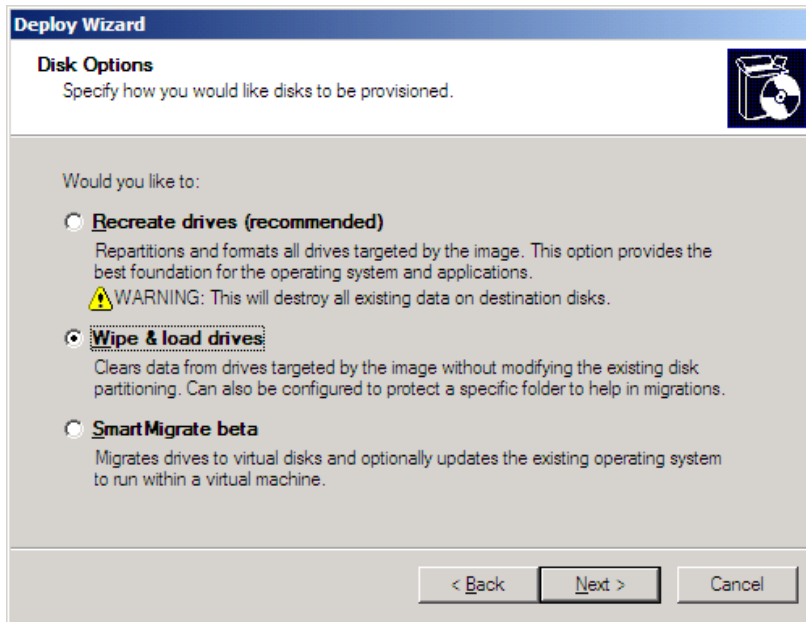 Deploy Wizard
Disk Options
Specify how you would like disks to be provisioned.
Would you like to:
Recreate drives (recommended)
Repartitions and formats all drives targeted by the image. This option provides the
best foundation for the operating system and applications.
WARNING: This will destroy all existing data on destination disks.
Wipe & load drives
Clears data from drives targeted by the image without modifying the existing disk
partitioning. Can also be configured to protect a specific folder to help in migrations.
SmartMigrate beta
Migrates drives to virtual disks and optionally updates the existing operating system
to run within a virtual machine.
< Back Next > Cancel